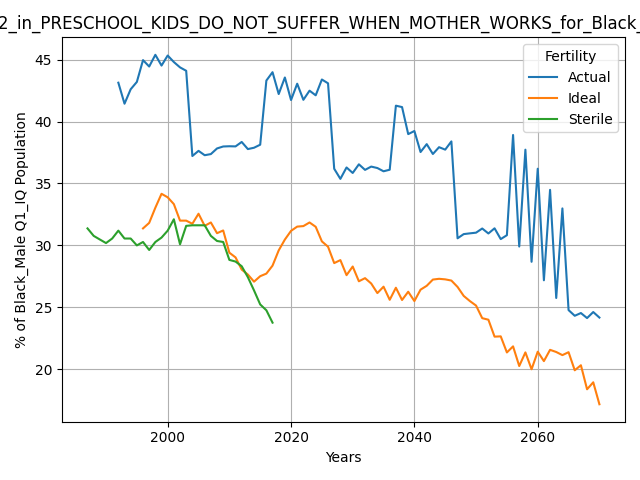 2_in_PRESCHOOL_KIDS_DO_NOT_SUFFER_WHEN_MOTHER_WORKS_for_Black_
% of Black_Male Q1_IQ Population
45
40
35
30
25
20
Fertility
Actual
Ideal
Sterile
2000 2020 2040 2060
Years